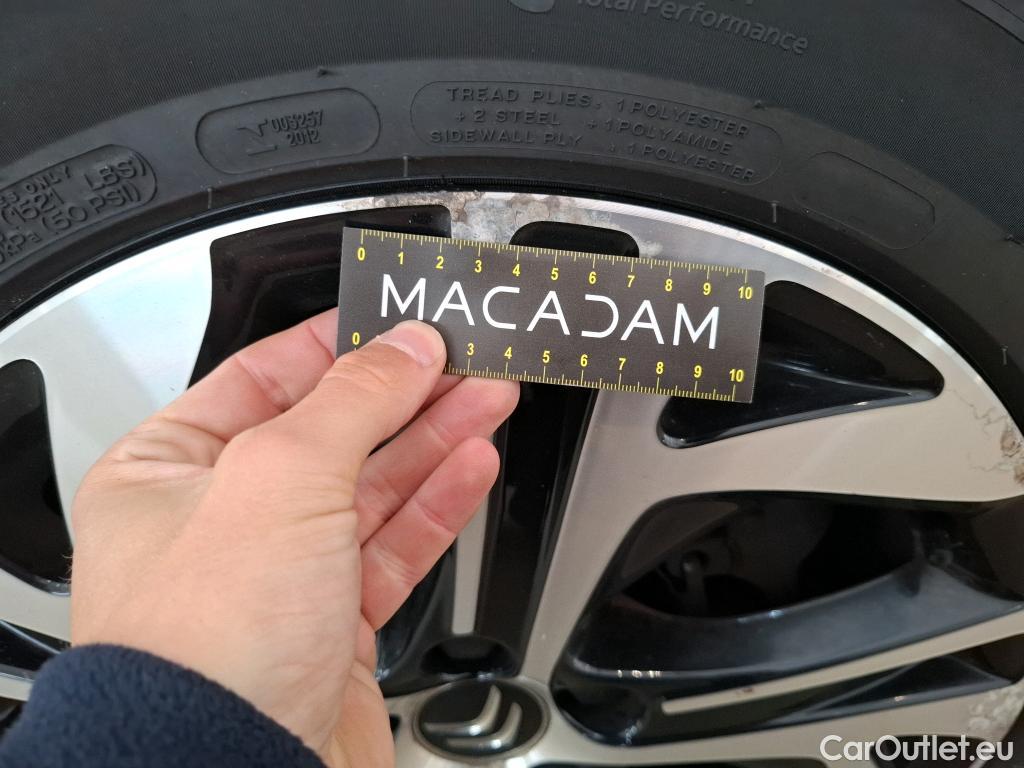 Total Performance
TREAD PLIES. 1 POLYESTER
+ 2 STEEL + 1 POLYAMIDE
SIDEWALL PLY + 1 POLYESTER
003257
2012
ONLY
(1521 LBS)
(50 PSI)
0 1 2 3 4 5 6 7 8 9 10
MACADAM
0 3 4 5 6 7 8 9 10
CarOutlet.eu